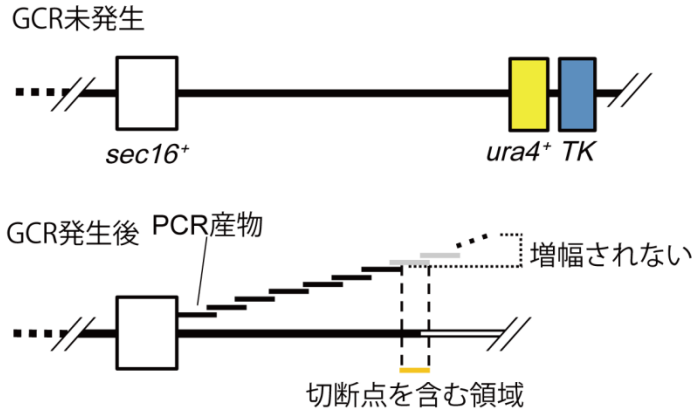 GCR未発生
sec16⁺
ura4⁺ TK
GCR発生後
PCR産物
増幅されない
切断点を含む領域